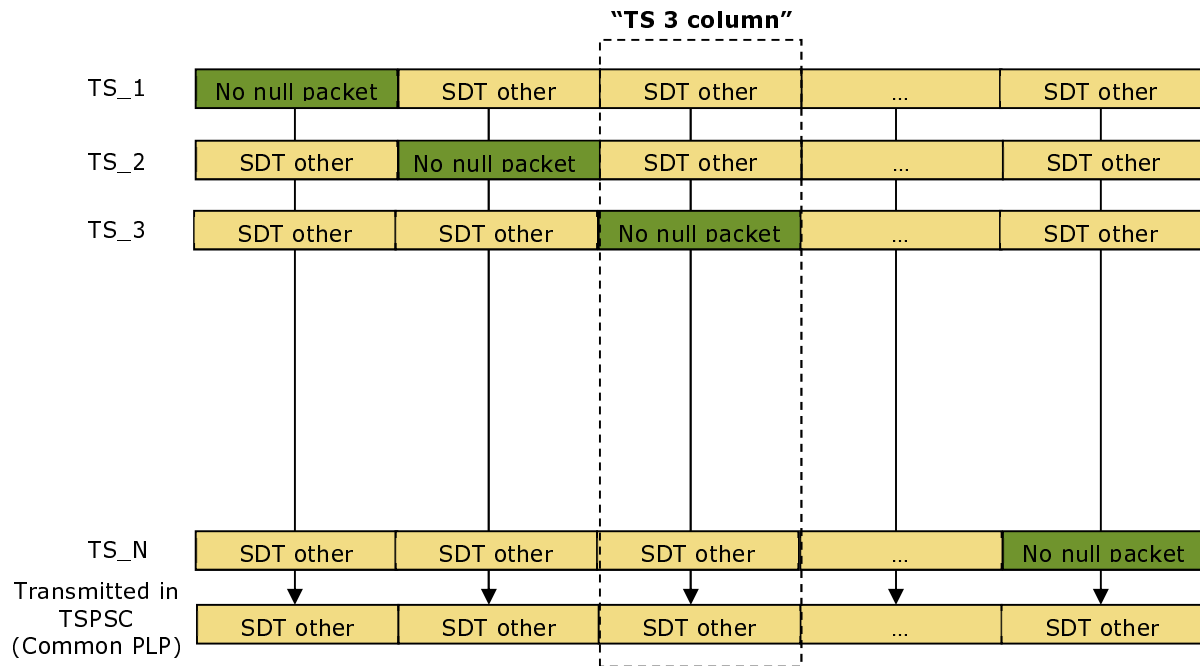 “TS 3 column”
TS_1 No null packet SDT other SDT other ... SDT other
TS_2 SDT other No null packet SDT other ... SDT other
TS_3 SDT other SDT other No null packet ... SDT other
TS_N SDT other SDT other SDT other ... No null packet
Transmitted in
TSPSC
(Common PLP)
SDT other SDT other SDT other ... SDT other